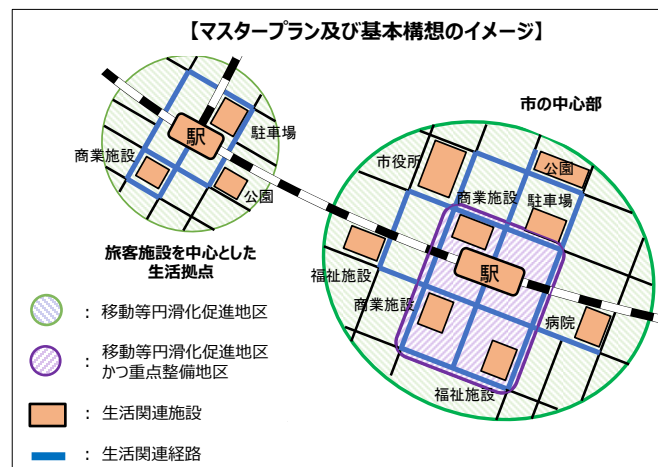 【マスタープラン及び基本構想のイメージ】
市の中心部
駅
駐車場
商業施設
公園
旅客施設を中心とした
生活拠点
市役所
公園
商業施設
駐車場
福祉施設
駅
商業施設
病院
福祉施設
： 移動等円滑化促進地区
： 移動等円滑化促進地区
かつ重点整備地区
： 生活関連施設
： 生活関連経路